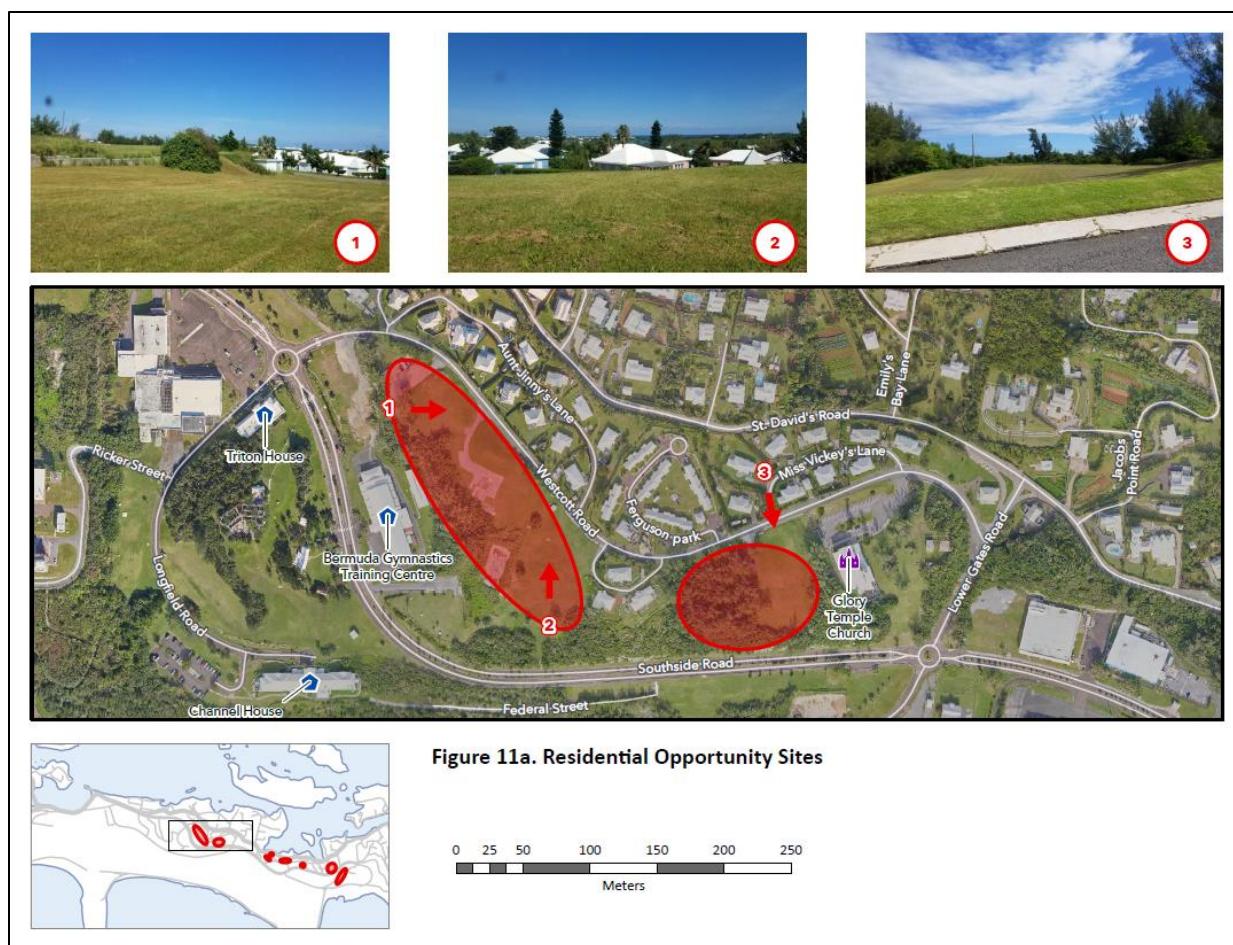 1
2
3
Aunt Jinny's Lane
Emily's
Bay Lane
1
St. David's Road
Triton House
3
Miss Vickey's Lane
Jacobs
Point Road
Ricker Street
Westcott Road
Ferguson park
Bermuda Gymnastics
Training Centre
Lower Gates Road
Longfield Road
Glory
Temple
Church
2
Southside Road
Channel House
Federal Street
Figure 11a. Residential Opportunity Sites
0 25 50 100 150 200 250
Meters